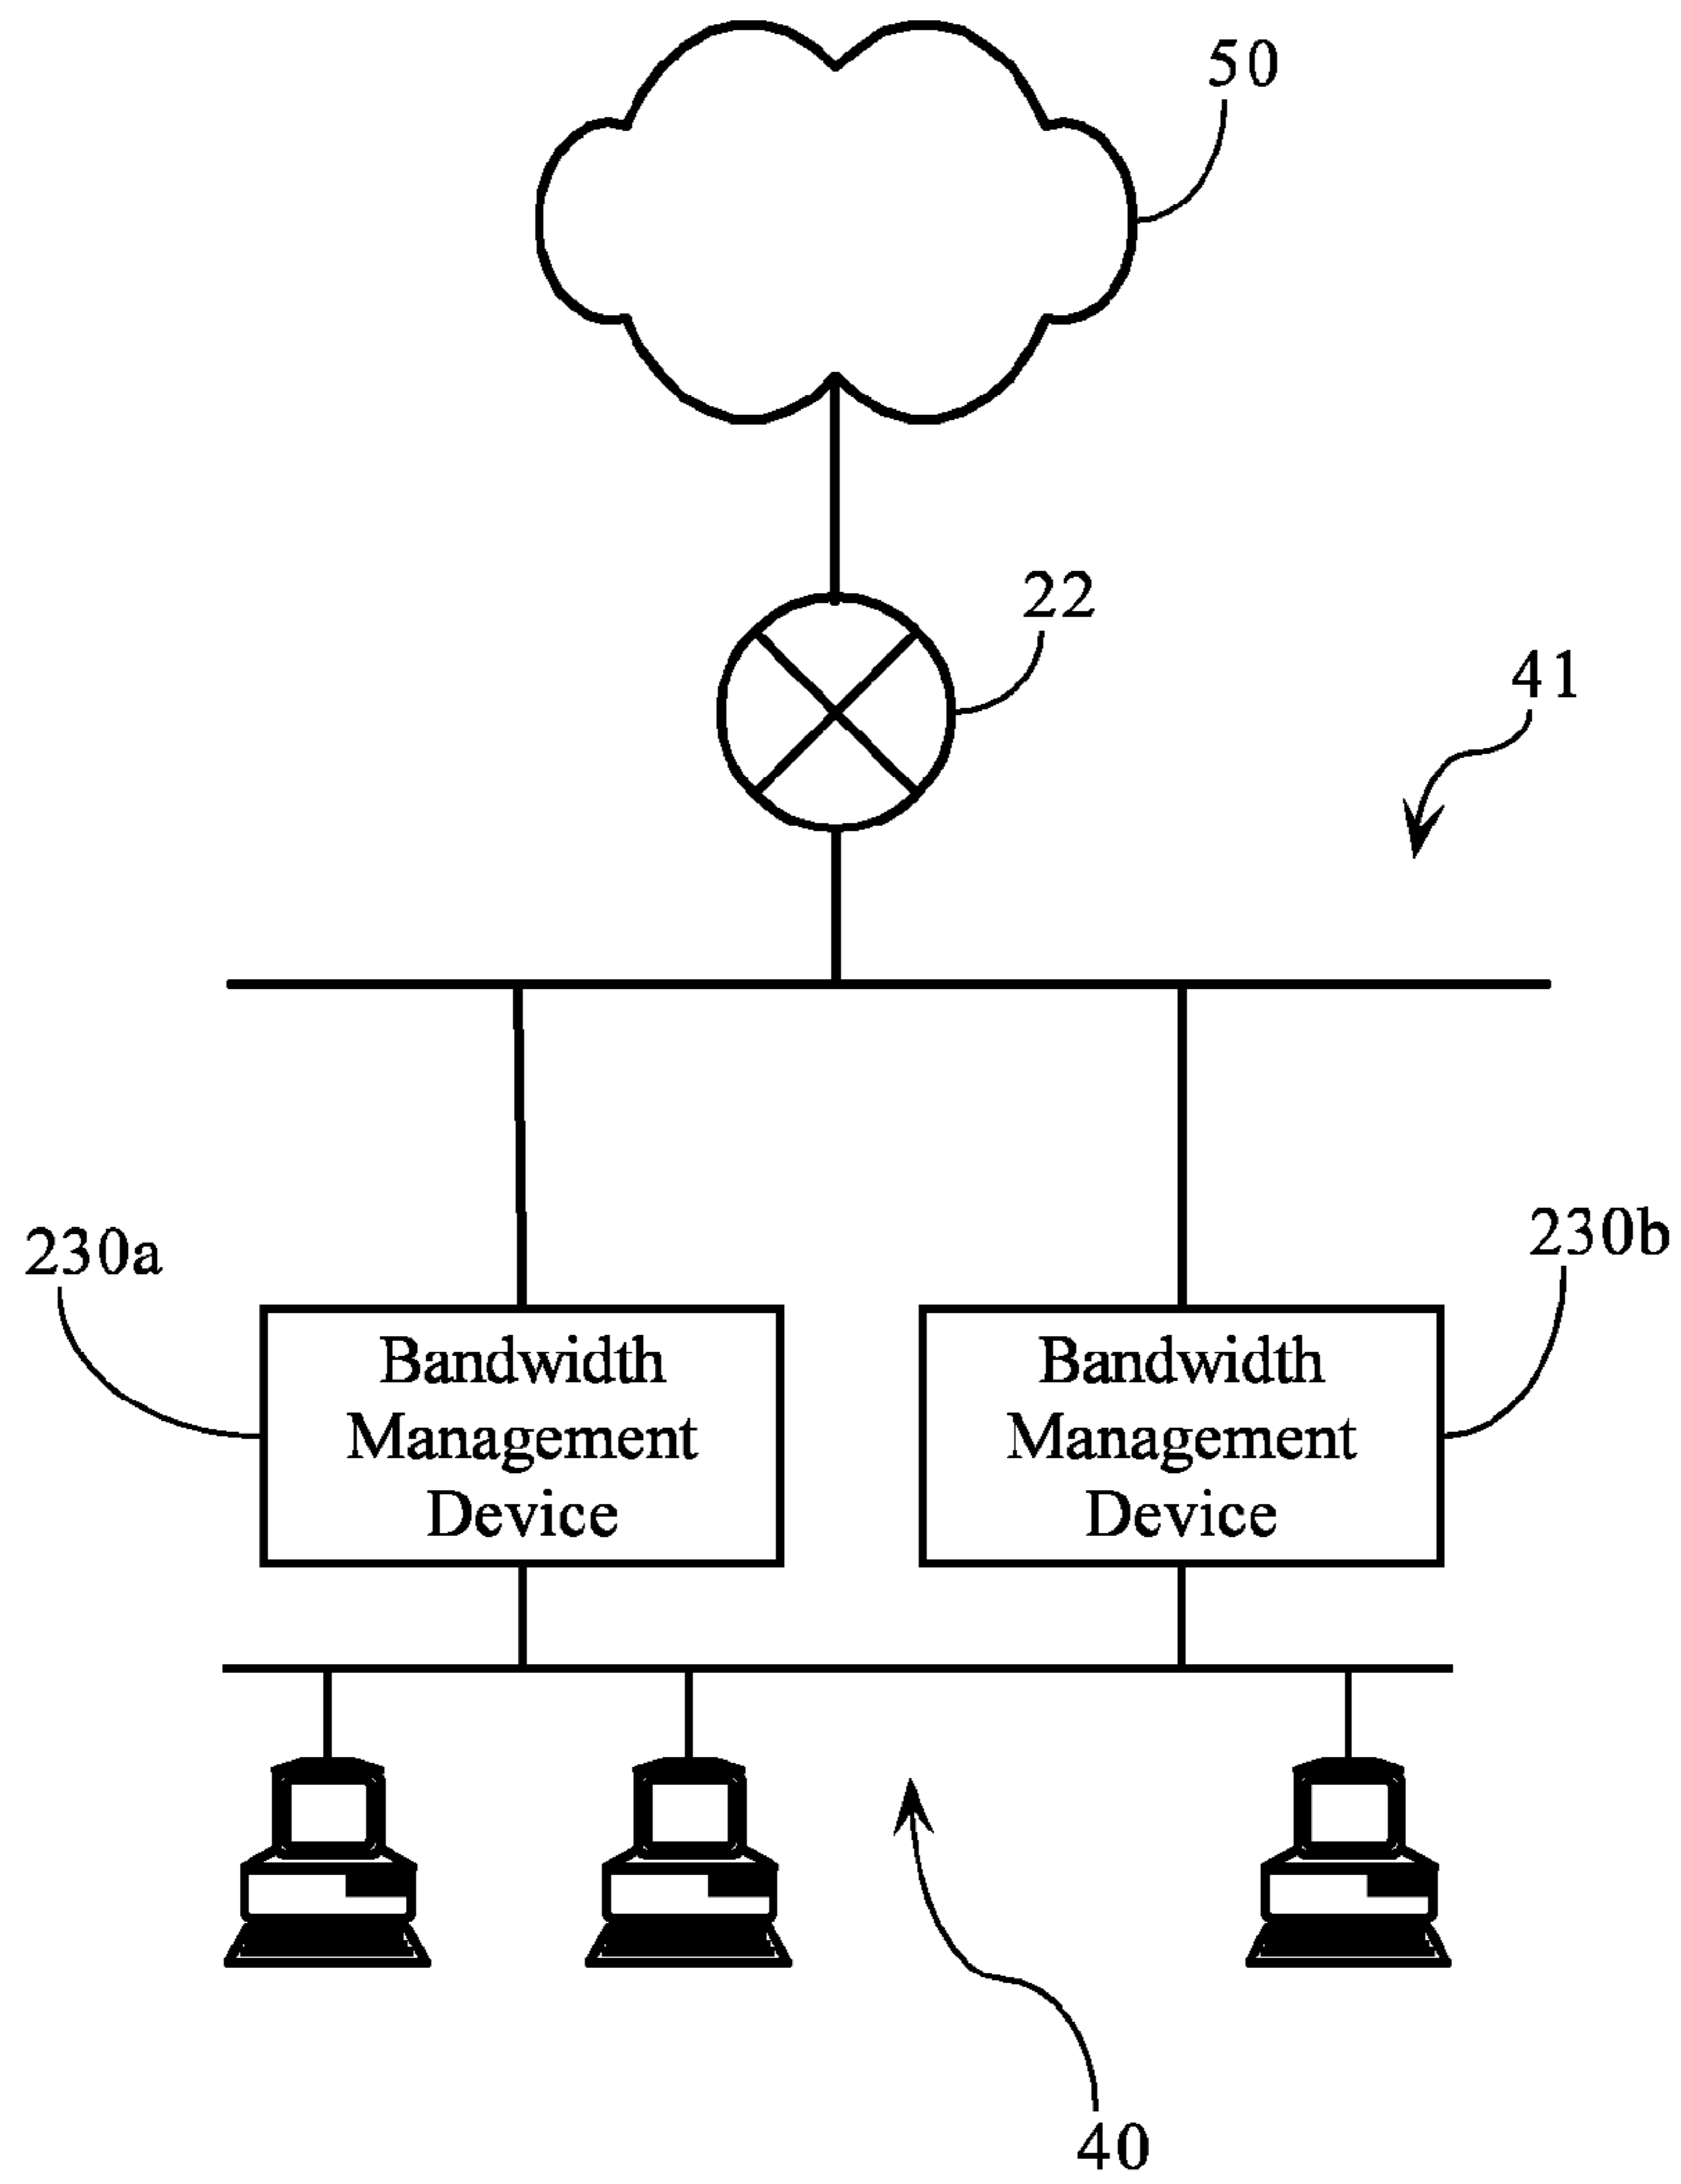 50
22
41
230a
230b
Bandwidth
Management
Device
Bandwidth
Management
Device
40